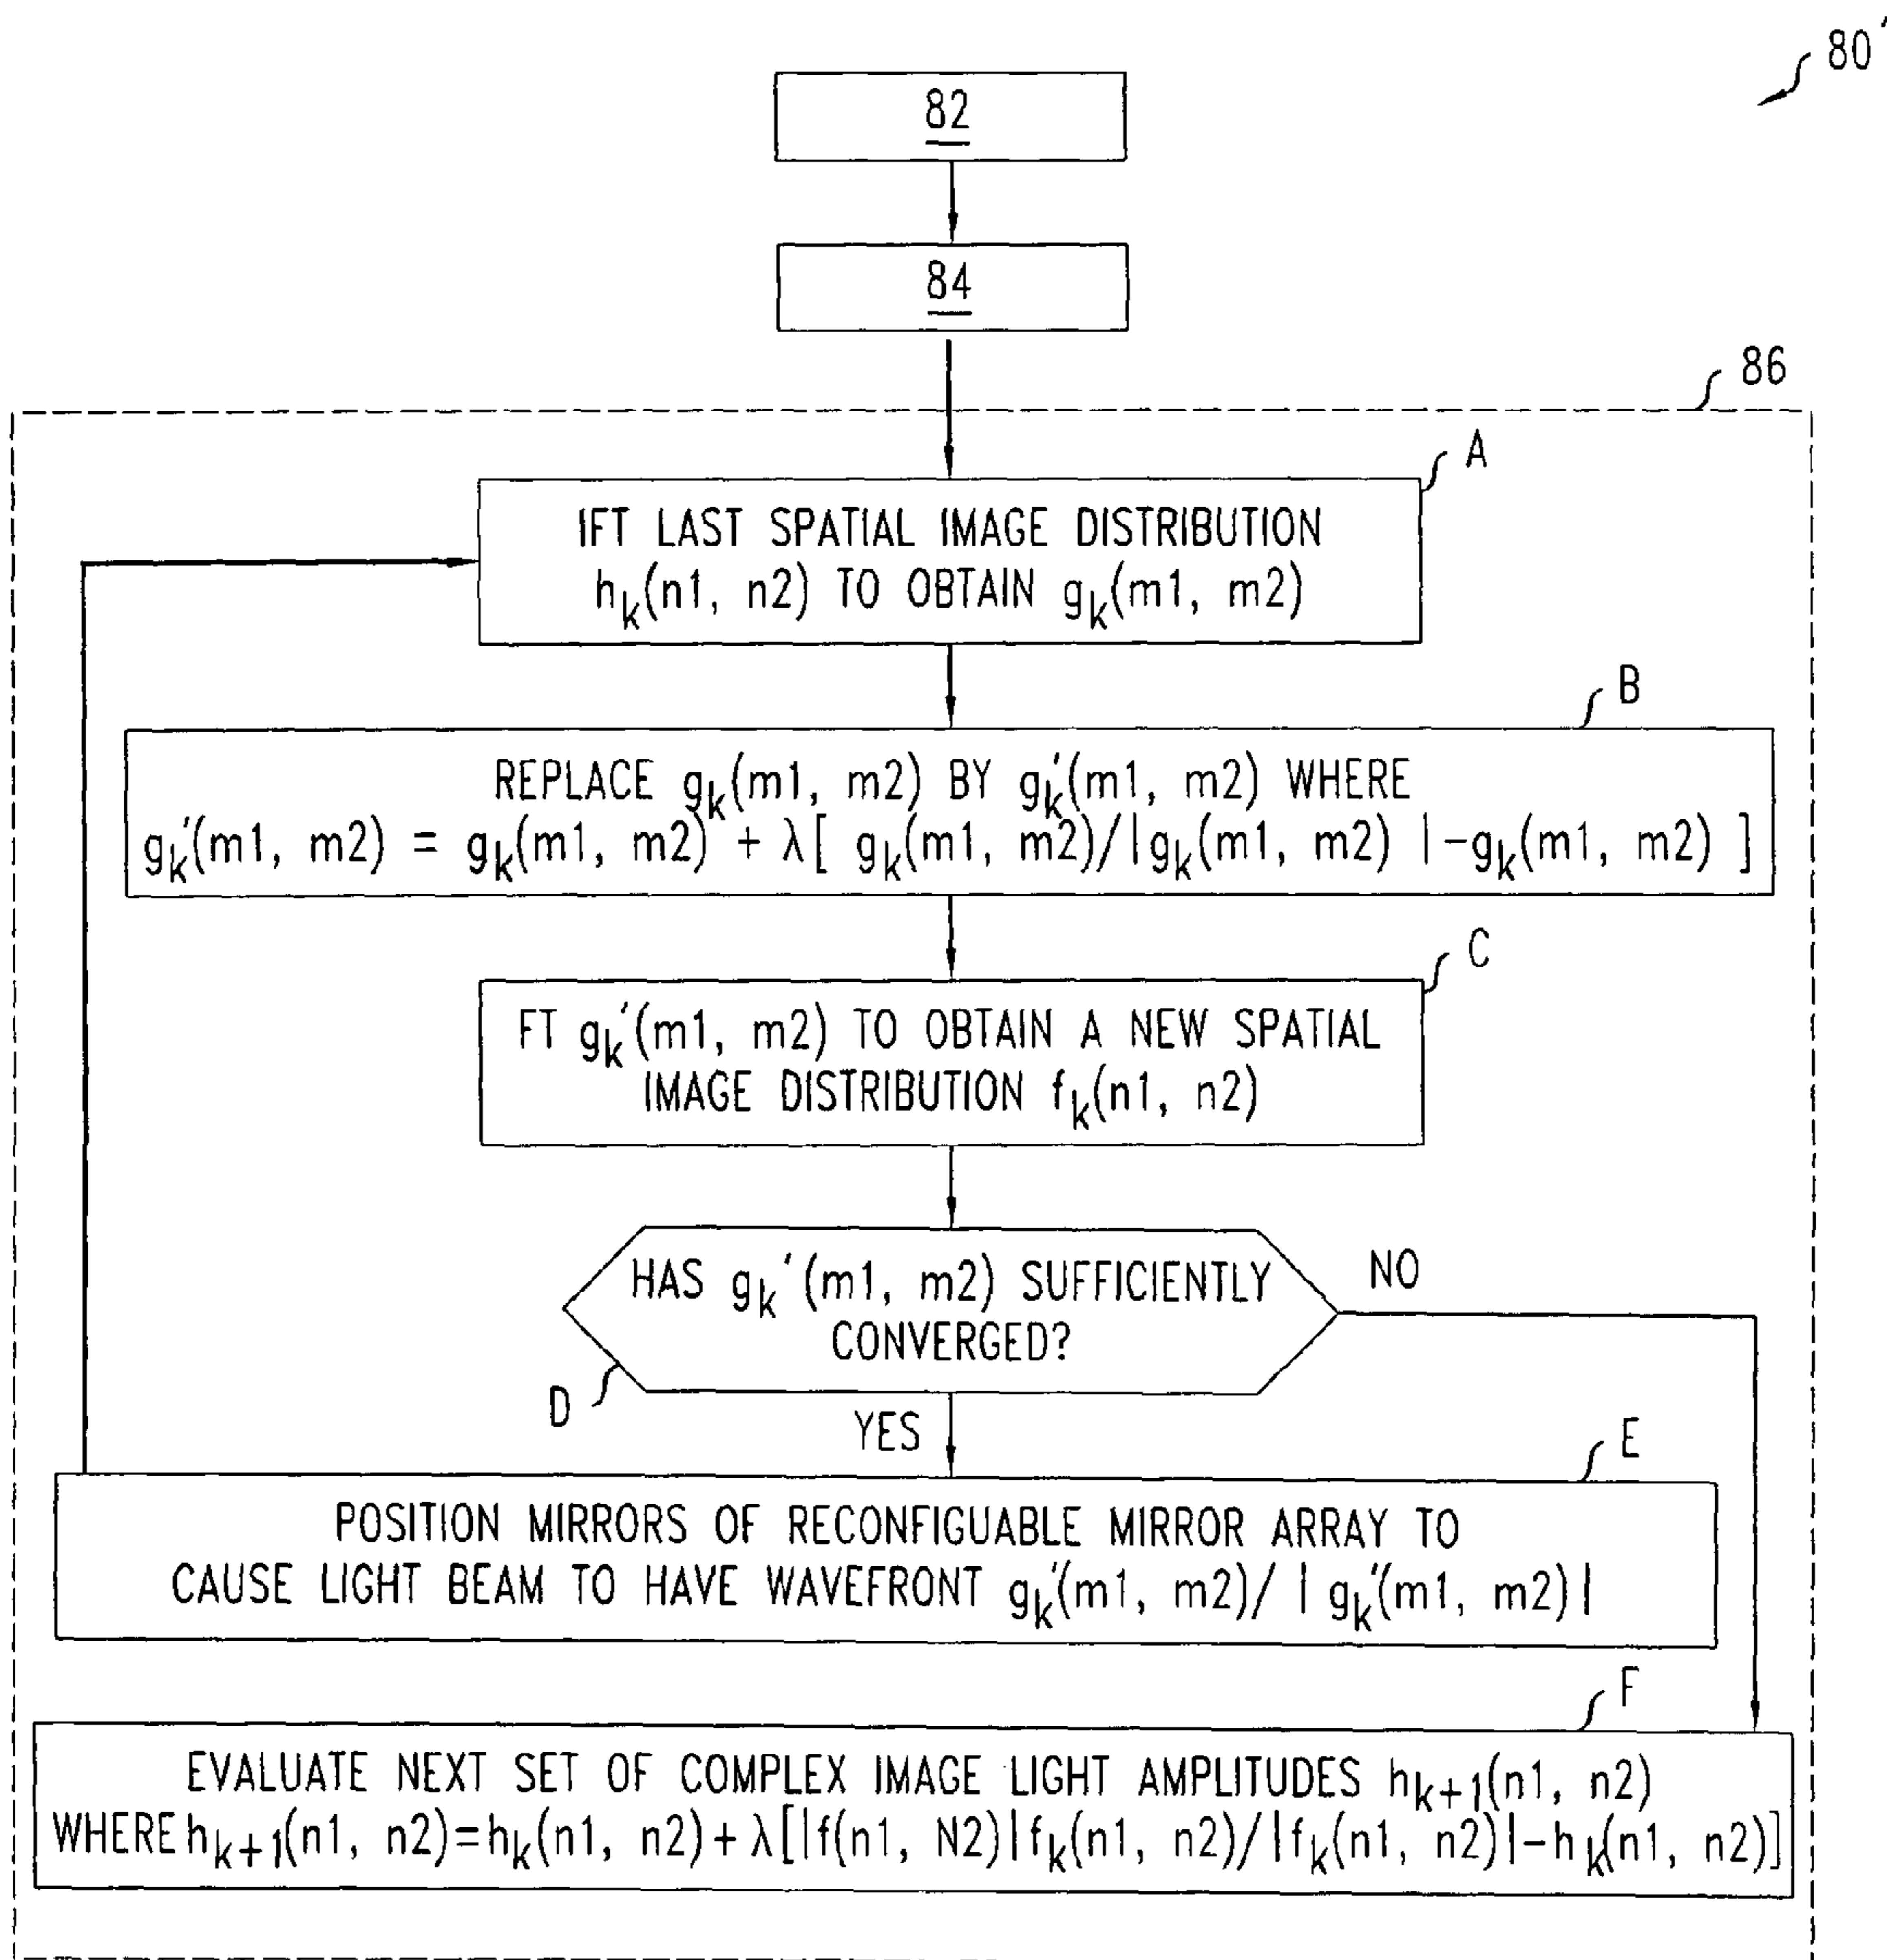 80'
82
84
86
A
IFT LAST SPATIAL IMAGE DISTRIBUTION
hk(n1, n2) TO OBTAIN gk(m1, m2)
B
REPLACE gk(m1, m2) BY gk'(m1, m2) WHERE
gk'(m1, m2) = gk(m1, m2) + λ[ gk(m1, m2)/|gk(m1, m2) |-gk(m1, m2) ]
C
FT gk'(m1, m2) TO OBTAIN A NEW SPATIAL
IMAGE DISTRIBUTION fk(n1, n2)
HAS gk'(m1, m2) SUFFICIENTLY
CONVERGED?
NO
D
YES
E
POSITION MIRRORS OF RECONFIGUABLE MIRROR ARRAY TO
CAUSE LIGHT BEAM TO HAVE WAVEFRONT gk'(m1, m2)/ | gk'(m1, m2)|
F
EVALUATE NEXT SET OF COMPLEX IMAGE LIGHT AMPLITUDES hk+1(n1, n2)
WHERE hk+1(n1, n2)=hk(n1, n2)+ λ[|f(n1, N2)|fk(n1, n2)/|fk(n1, n2)|-hk(n1, n2)]